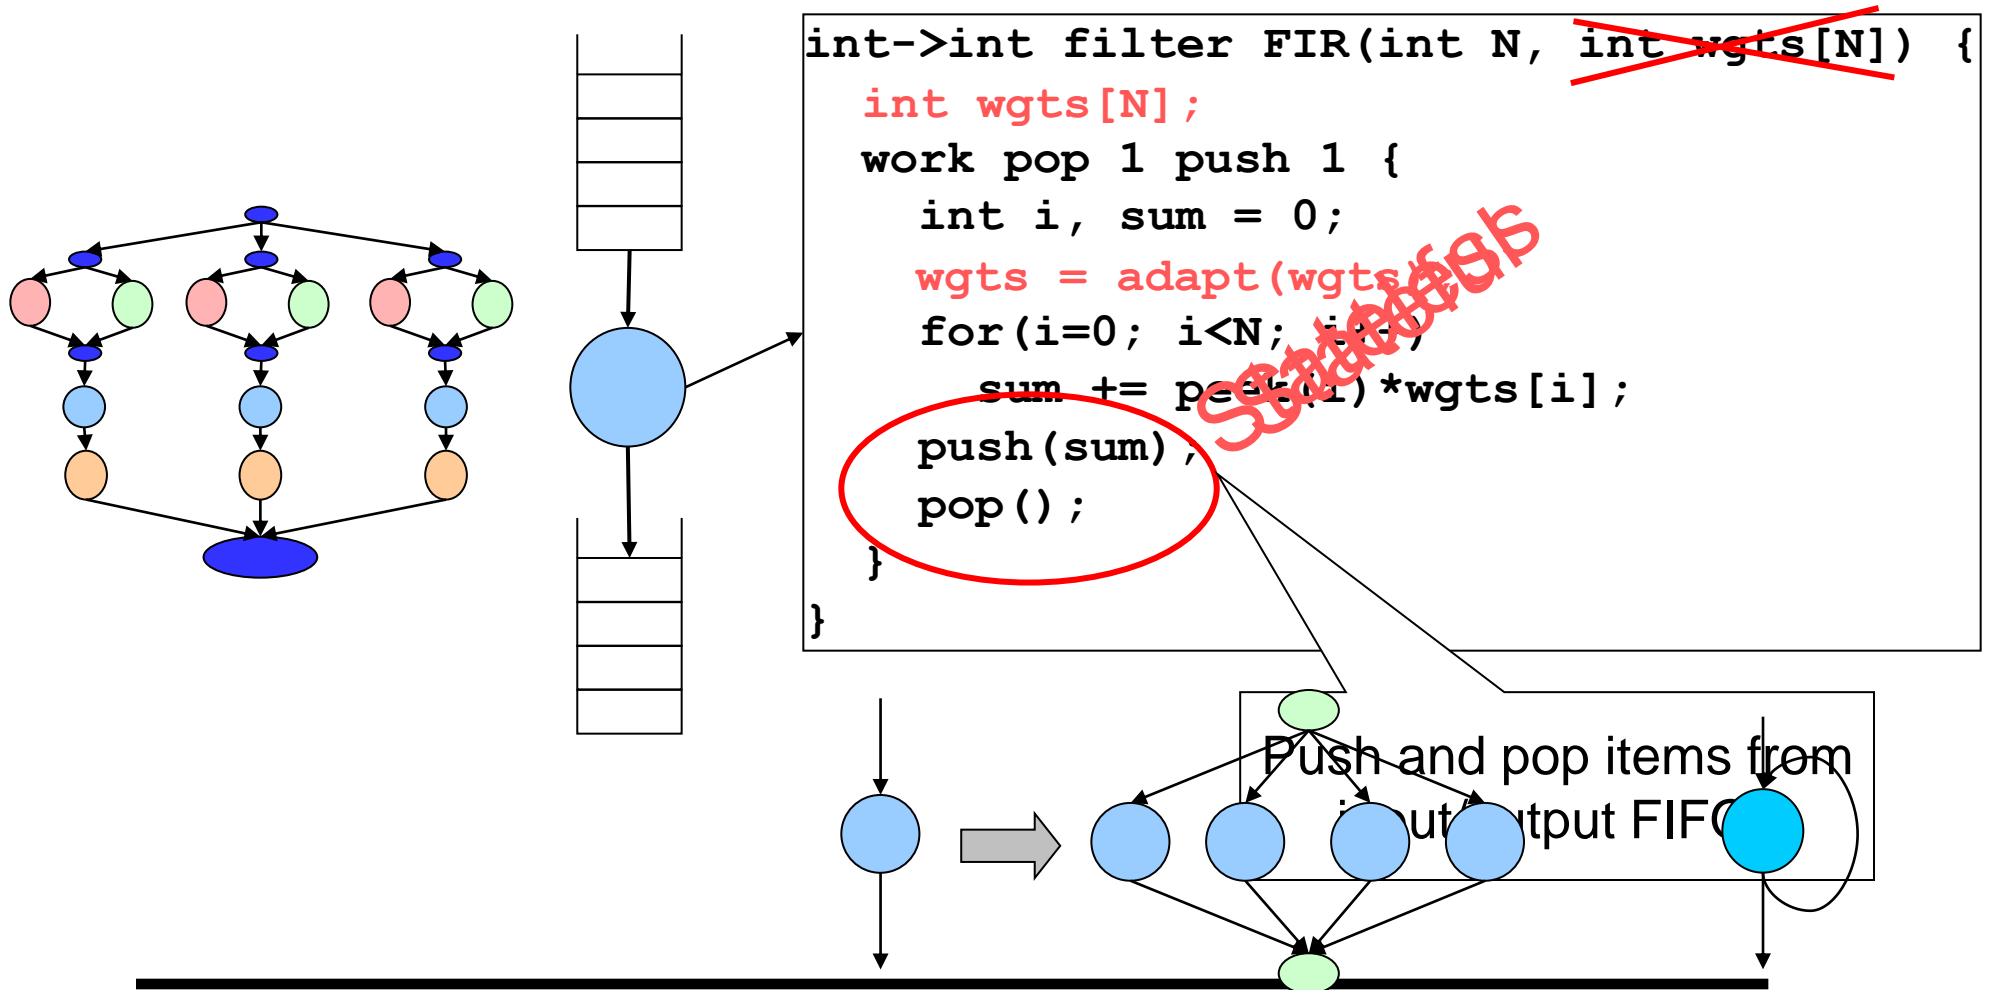 int->int filter FIR(int N, int wgts[N]) {
int wgts[N];
work pop 1 push 1 {
int i, sum = 0;
wgts = adapt(wgts
for(i=0; i<N; i++)
sum += peek(i)*wgts[i];
push(sum);
pop();
}
}
Push and pop items from